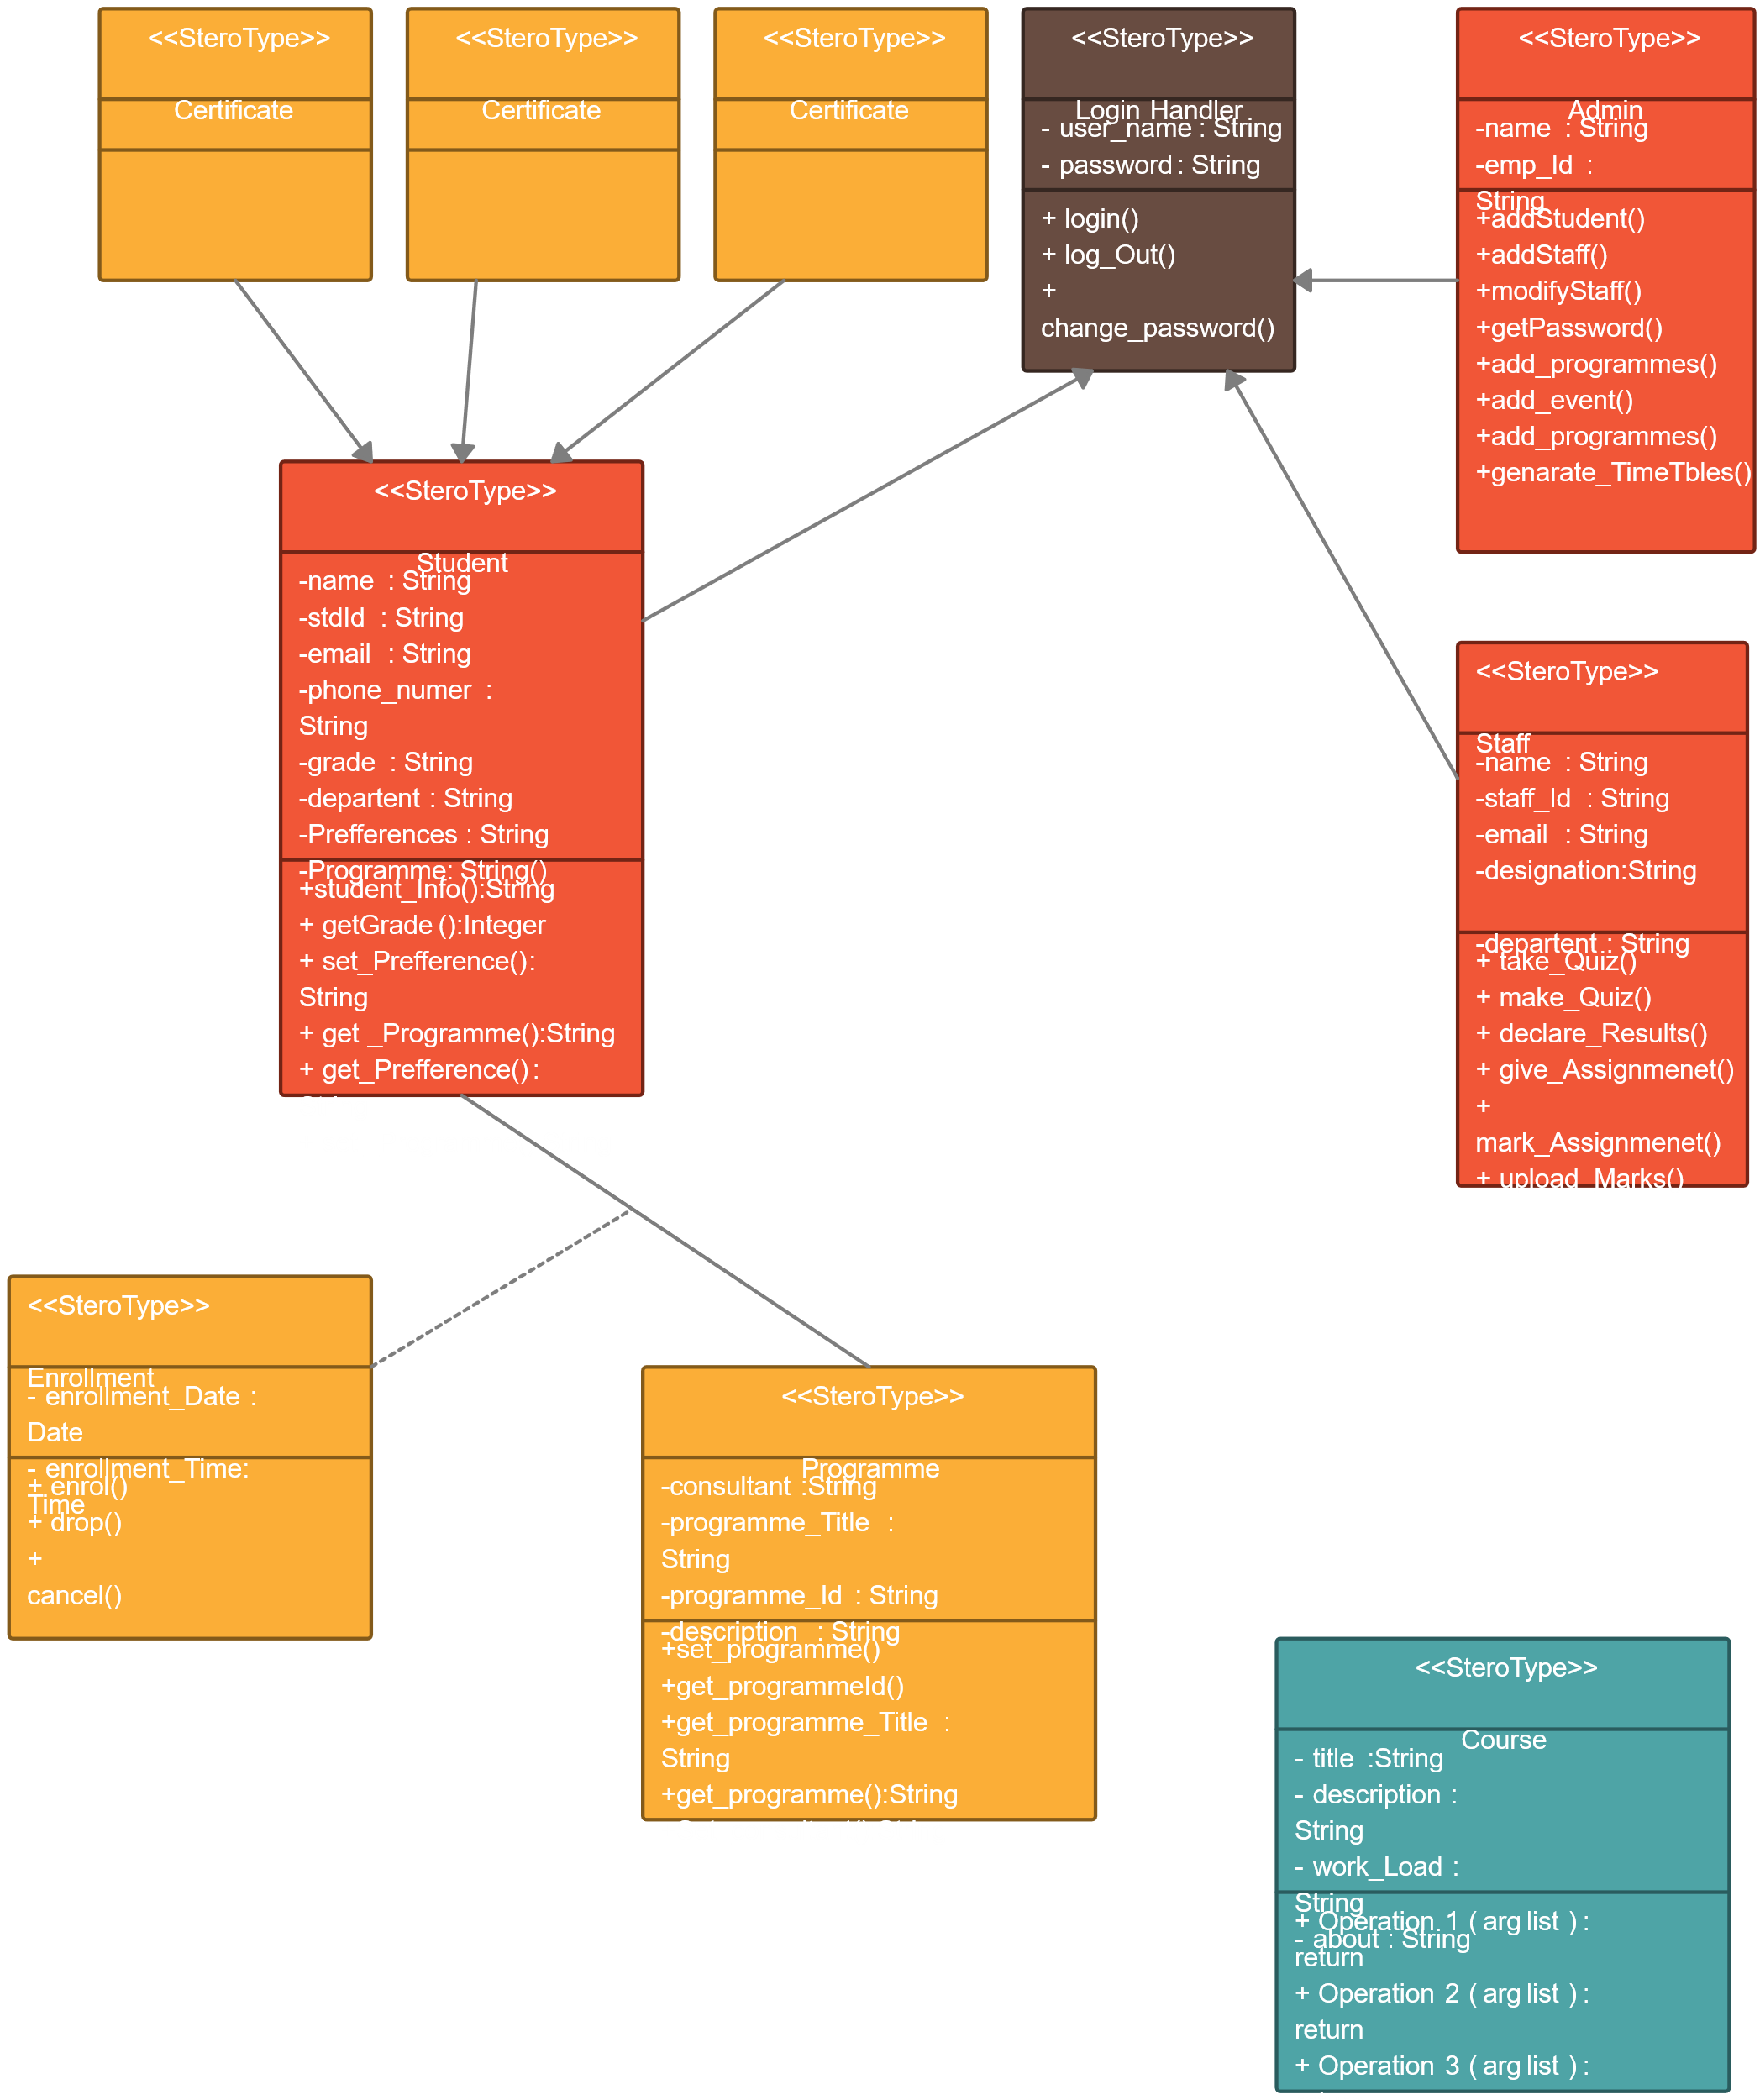 <<SteroType>>
Certificate
<<SteroType>>
Certificate
<<SteroType>>
Certificate
<<SteroType>>
Login Handler
- user_name : String
- password : String
+ login()
+ log_Out()
+
change_password()
<<SteroType>>
Admin
-name : String
-emp_Id :
String
+addStudent()
+addStaff()
+modifyStaff()
+getPassword()
+add_programmes()
+add_event()
+add_programmes()
+genarate_TimeTbles()
<<SteroType>>
Student
-name : String
-stdId : String
-email : String
-phone_numer :
String
-grade : String
-departent : String
-Prefferences : String
-Programme: String()
+student_Info():String
+ getGrade ():Integer
+ set_Prefference():
String
+ get _Programme():String
+ get_Prefference() :
<<SteroType>>
Staff
-name : String
-staff_Id : String
-email : String
-designation:String
-departent : String
+ take_Quiz()
+ make_Quiz()
+ declare_Results()
+ give_Assignmenet()
+
mark_Assignmenet()
+ upload_Marks()
<<SteroType>>
Enrollment
- enrollment_Date :
Date
- enrollment_Time:
Time
+ enrol()
+ drop()
+
cancel()
<<SteroType>>
Programme
-consultant :String
-programme_Title :
String
-programme_Id : String
-description : String
+set_programme()
+get_programmeId()
+get_programme_Title :
String
+get_programme():String
<<SteroType>>
Course
- title :String
- description :
String
- work_Load :
String
- about : String
+ Operation 1 ( arg list ) :
return
+ Operation 2 ( arg list ) :
return
+ Operation 3 ( arg list ) :